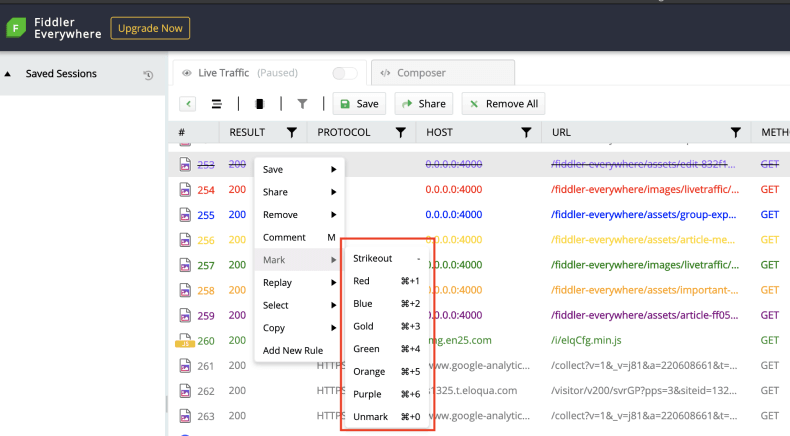 Fiddler
Everywhere
Upgrade Now
Saved Sessions
Live Traffic (Paused)
</> Composer
Save
Share
Remove All
# RESULT PROTOCOL HOST URL METH
253 200 0.0.0.0:4000 /fiddler-everywhere/assets/edit-832f1... GET
254 200 0.0.0.0:4000 /fiddler-everywhere/images/livetraffic/... GET
255 200 0.0.0.0:4000 /fiddler-everywhere/assets/group-exp... GET
256 200 0.0.0.0:4000 /fiddler-everywhere/assets/article-me... GET
257 200 0.0.0.0:4000 /fiddler-everywhere/images/livetraffic/... GET
258 200 0.0.0.0:4000 /fiddler-everywhere/assets/important-... GET
259 200 0.0.0.0:4000 /fiddler-everywhere/assets/article-ff05... GET
JS 260 200 mg.en25.com /i/elqCfg.min.js GET
261 200 HTTPS www.google-analytic... /collect?v=1&_v=j81&a=220608661&t=... GET
262 200 HTTPS s1325.t.eloqua.com /visitor/v200/svrGP?pps=3&siteid=132... GET
263 200 HTTPS www.google-analytic... /collect?v=1&_v=j81&a=220608661&t=... GET
Save
Share
Remove
Comment M
Mark
Replay
Select
Copy
Add New Rule
Strikeout -
Red ⌘+1
Blue ⌘+2
Gold ⌘+3
Green ⌘+4
Orange ⌘+5
Purple ⌘+6
Unmark ⌘+0